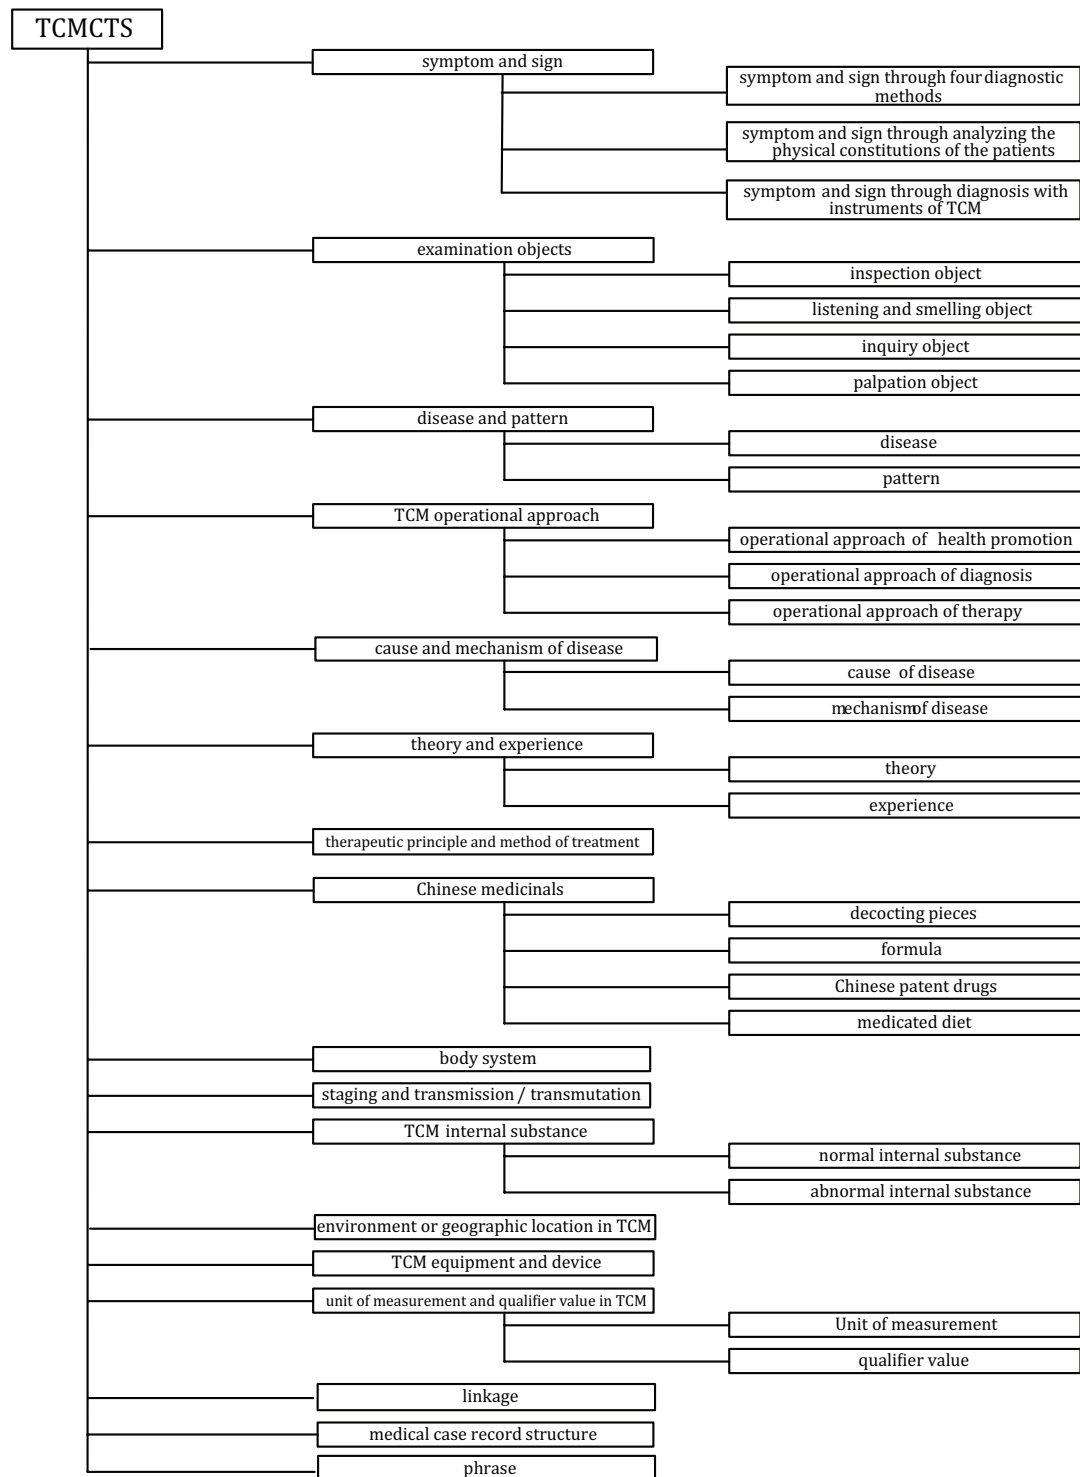 TCMCTS
symptom and sign
symptom and sign through four diagnostic
methods
symptom and sign through analyzing the
physical constitutions of the patients
symptom and sign through diagnosis with
instruments of TCM
examination objects
inspection object
listening and smelling object
inquiry object
palpation object
disease and pattern
disease
pattern
TCM operational approach
operational approach of health promotion
operational approach of diagnosis
operational approach of therapy
cause and mechanism of disease
cause of disease
mechanism of disease
theory and experience
theory
experience
therapeutic principle and method of treatment
Chinese medicinals
decocting pieces
formula
Chinese patent drugs
medicated diet
body system
staging and transmission / transmutation
TCM internal substance
normal internal substance
abnormal internal substance
environment or geographic location in TCM
TCM equipment and device
unit of measurement and qualifier value in TCM
Unit of measurement
qualifier value
linkage
medical case record structure
phrase